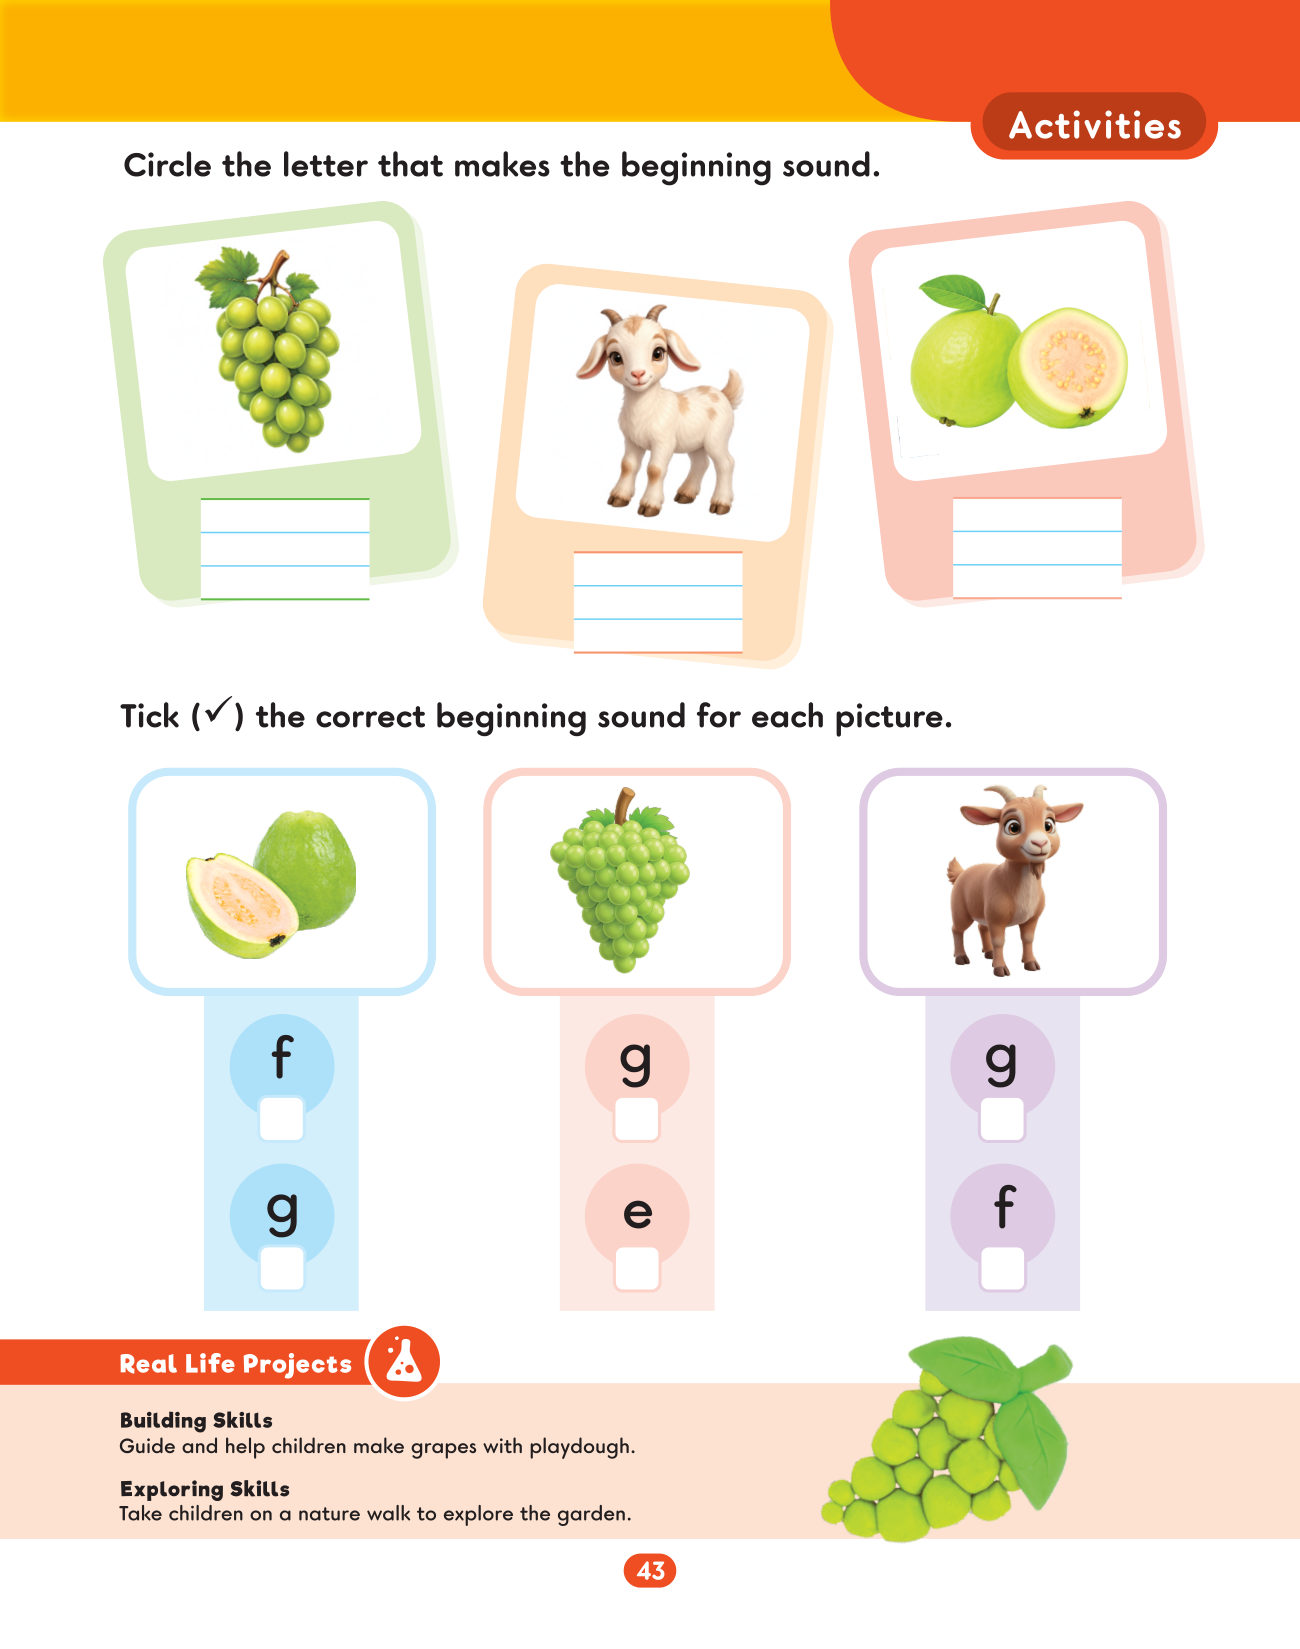 Activities
Circle the letter that makes the beginning sound.
Tick (✓) the correct beginning sound for each picture.
f
g
g
e
g
f
Real Life Projects
Building Skills
Guide and help children make grapes with playdough.
Exploring Skills
Take children on a nature walk to explore the garden.
43